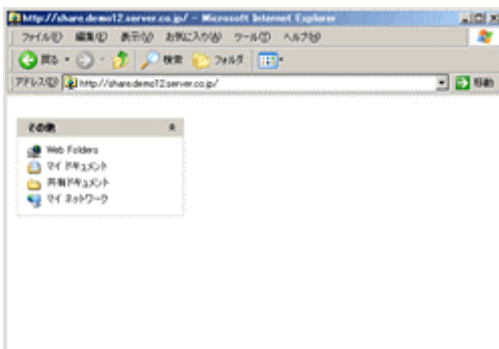 http://share.demo12.server.co.jp/ - Microsoft Internet Explorer
ファイル(F) 編集(E) 表示(V) お気に入り(A) ツール(T) ヘルプ(H)
戻る 検索 フォルダ
アドレス(D) http://share.demo12.server.co.jp/ 移動
その他
Web Folders
マイ ドキュメント
共有ドキュメント
マイ ネットワーク